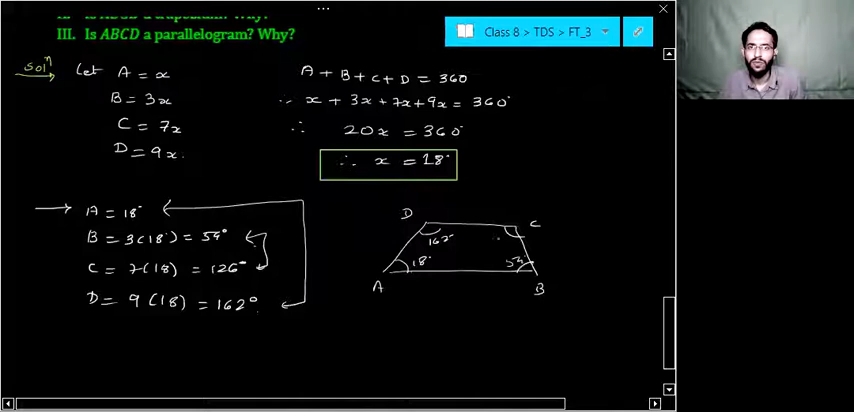 III. Is ABCD a parallelogram? Why?
Class 8 > TDS > FT_3
Solⁿ
Let A = x
B = 3x
C = 7x
D = 9x.
A + B + C + D = 360
∴ x + 3x + 7x + 9x = 360°
∴ 20x = 360°
∴ x = 18°
A = 18°
B = 3(18) = 54°
C = 7(18) = 126°
D = 9(18) = 162°
D
C
162°
18°
54°
A
B